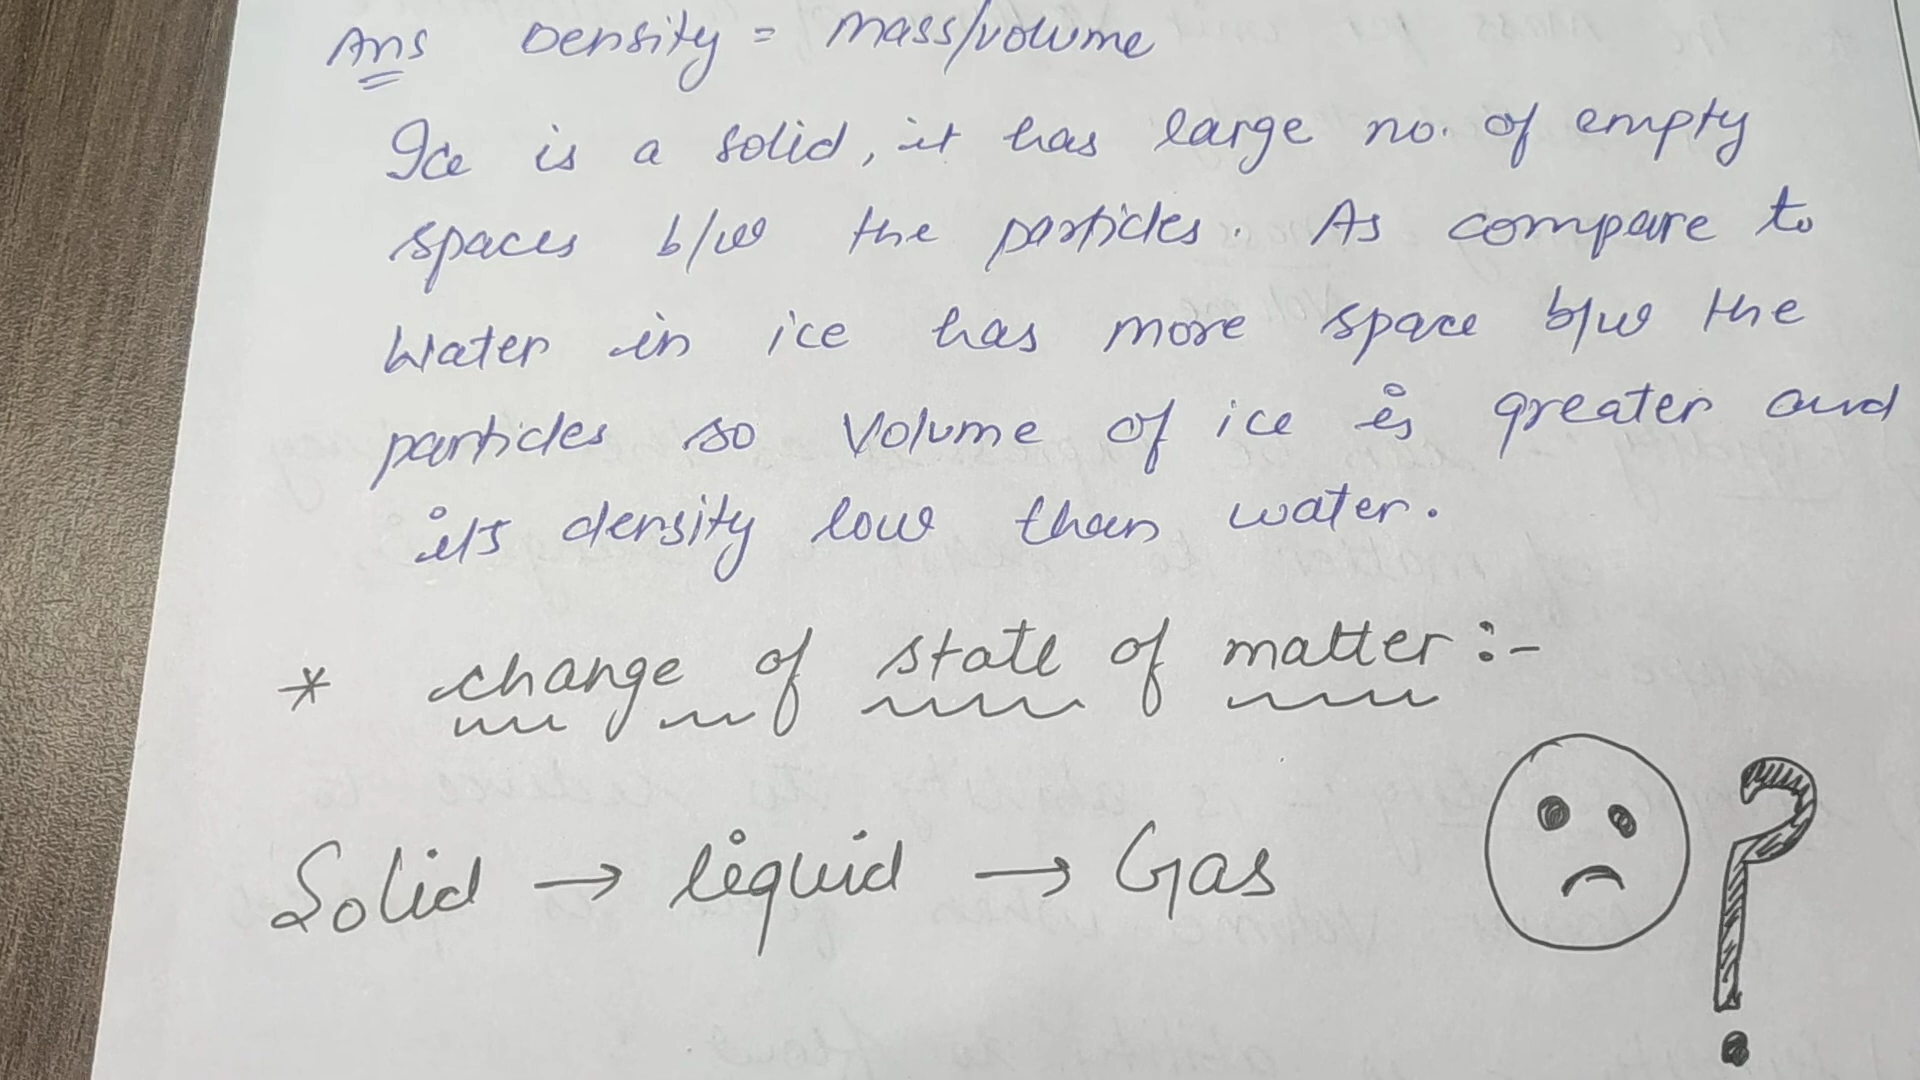 Ans Density = mass/volume
Ice is a solid, it has large no. of empty
spaces b/w the particles. As compare to
Water in ice has more space b/w the
particles so Volume of ice is greater and
its density low than water.
* change of state of matter :-
Solid → liquid → Gas
?